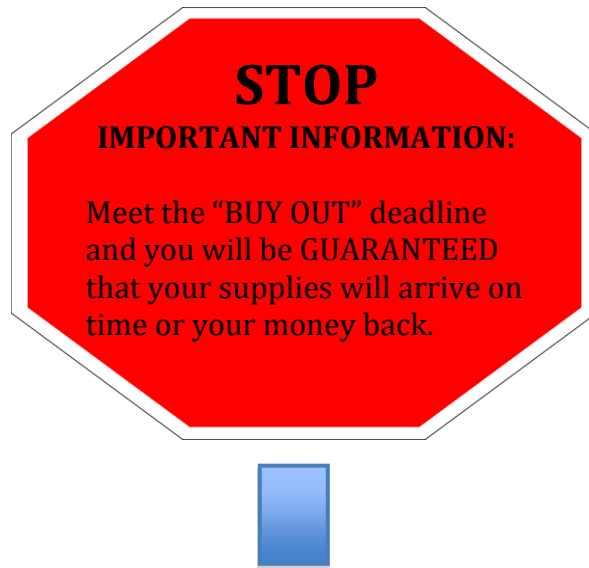 STOP
IMPORTANT INFORMATION:
Meet the “BUY OUT” deadline
and you will be GUARANTEED
that your supplies will arrive on
time or your money back.